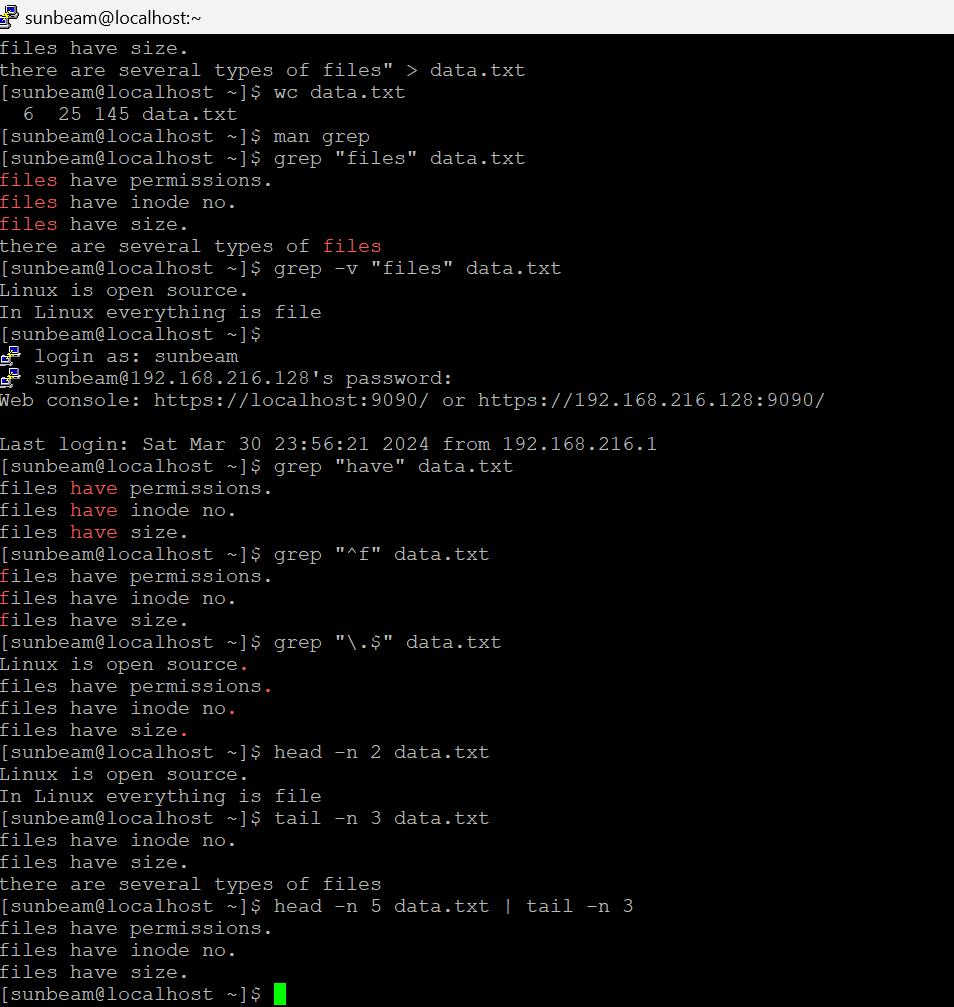 sunbeam@localhost:~
files have size.
there are several types of files" > data.txt
[sunbeam@localhost ~]$ wc data.txt
  6  25 145 data.txt
[sunbeam@localhost ~]$ man grep
[sunbeam@localhost ~]$ grep "files" data.txt
files have permissions.
files have inode no.
files have size.
there are several types of files
[sunbeam@localhost ~]$ grep -v "files" data.txt
Linux is open source.
In Linux everything is file
[sunbeam@localhost ~]$
login as: sunbeam
sunbeam@192.168.216.128's password:
Web console: https://localhost:9090/ or https://192.168.216.128:9090/

Last login: Sat Mar 30 23:56:21 2024 from 192.168.216.1
[sunbeam@localhost ~]$ grep "have" data.txt
files have permissions.
files have inode no.
files have size.
[sunbeam@localhost ~]$ grep "^f" data.txt
files have permissions.
files have inode no.
files have size.
[sunbeam@localhost ~]$ grep "\.$" data.txt
Linux is open source.
files have permissions.
files have inode no.
files have size.
[sunbeam@localhost ~]$ head -n 2 data.txt
Linux is open source.
In Linux everything is file
[sunbeam@localhost ~]$ tail -n 3 data.txt
files have inode no.
files have size.
there are several types of files
[sunbeam@localhost ~]$ head -n 5 data.txt | tail -n 3
files have permissions.
files have inode no.
files have size.
[sunbeam@localhost ~]$